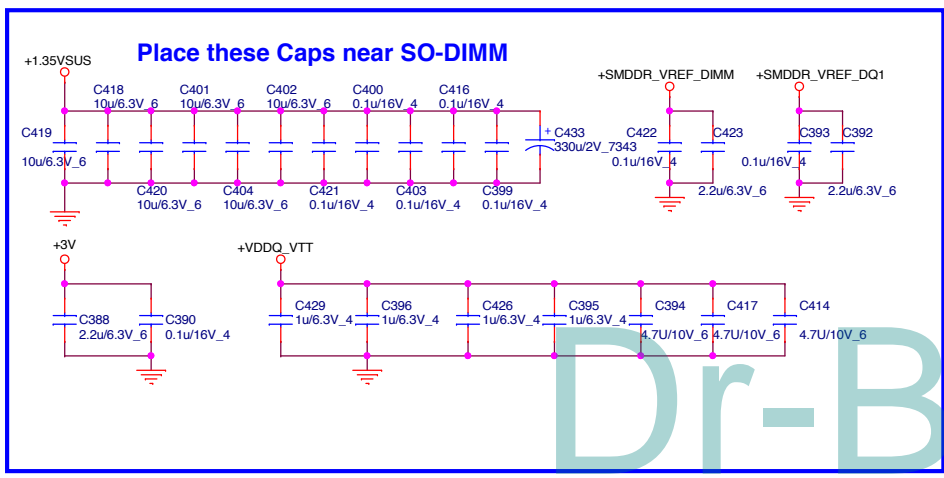 Place these Caps near SO-DIMM
+1.35VSUS
+SMDDR_VREF_DIMM
+SMDDR_VREF_DQ1
C418
10u/6.3V_6
C401
10u/6.3V_6
C402
10u/6.3V_6
C400
0.1u/16V_4
C416
0.1u/16V_4
C419
10u/6.3V_6
+
C433
330u/2V_7343
C422
0.1u/16V_4
C423
2.2u/6.3V_6
C393
0.1u/16V_4
C392
2.2u/6.3V_6
C420
10u/6.3V_6
C404
10u/6.3V_6
C421
0.1u/16V_4
C403
0.1u/16V_4
C399
0.1u/16V_4
+3V
+VDDQ_VTT
C388
2.2u/6.3V_6
C390
0.1u/16V_4
C429
1u/6.3V_4
C396
1u/6.3V_4
C426
1u/6.3V_4
C395
1u/6.3V_4
C394
4.7U/10V_6
C417
4.7U/10V_6
C414
4.7U/10V_6
Dr-B